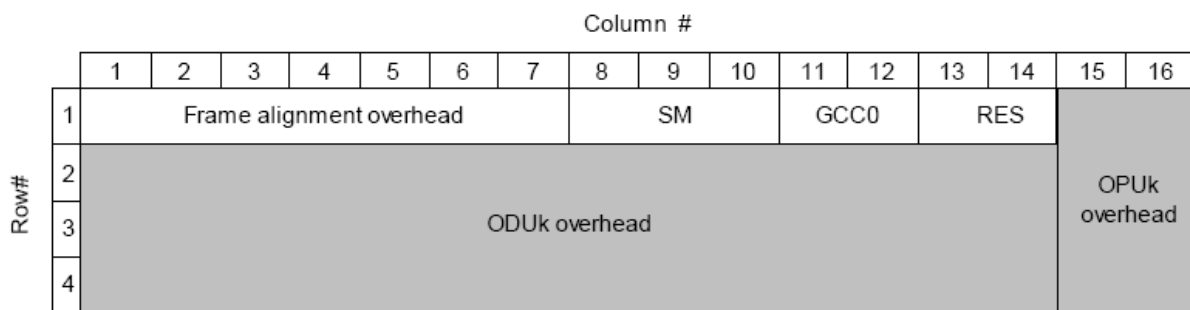 Column #
1 2 3 4 5 6 7 8 9 10 11 12 13 14 15 16
1 Frame alignment overhead SM GCC0 RES
2
3 ODUk overhead
4
OPUk
overhead
Row#